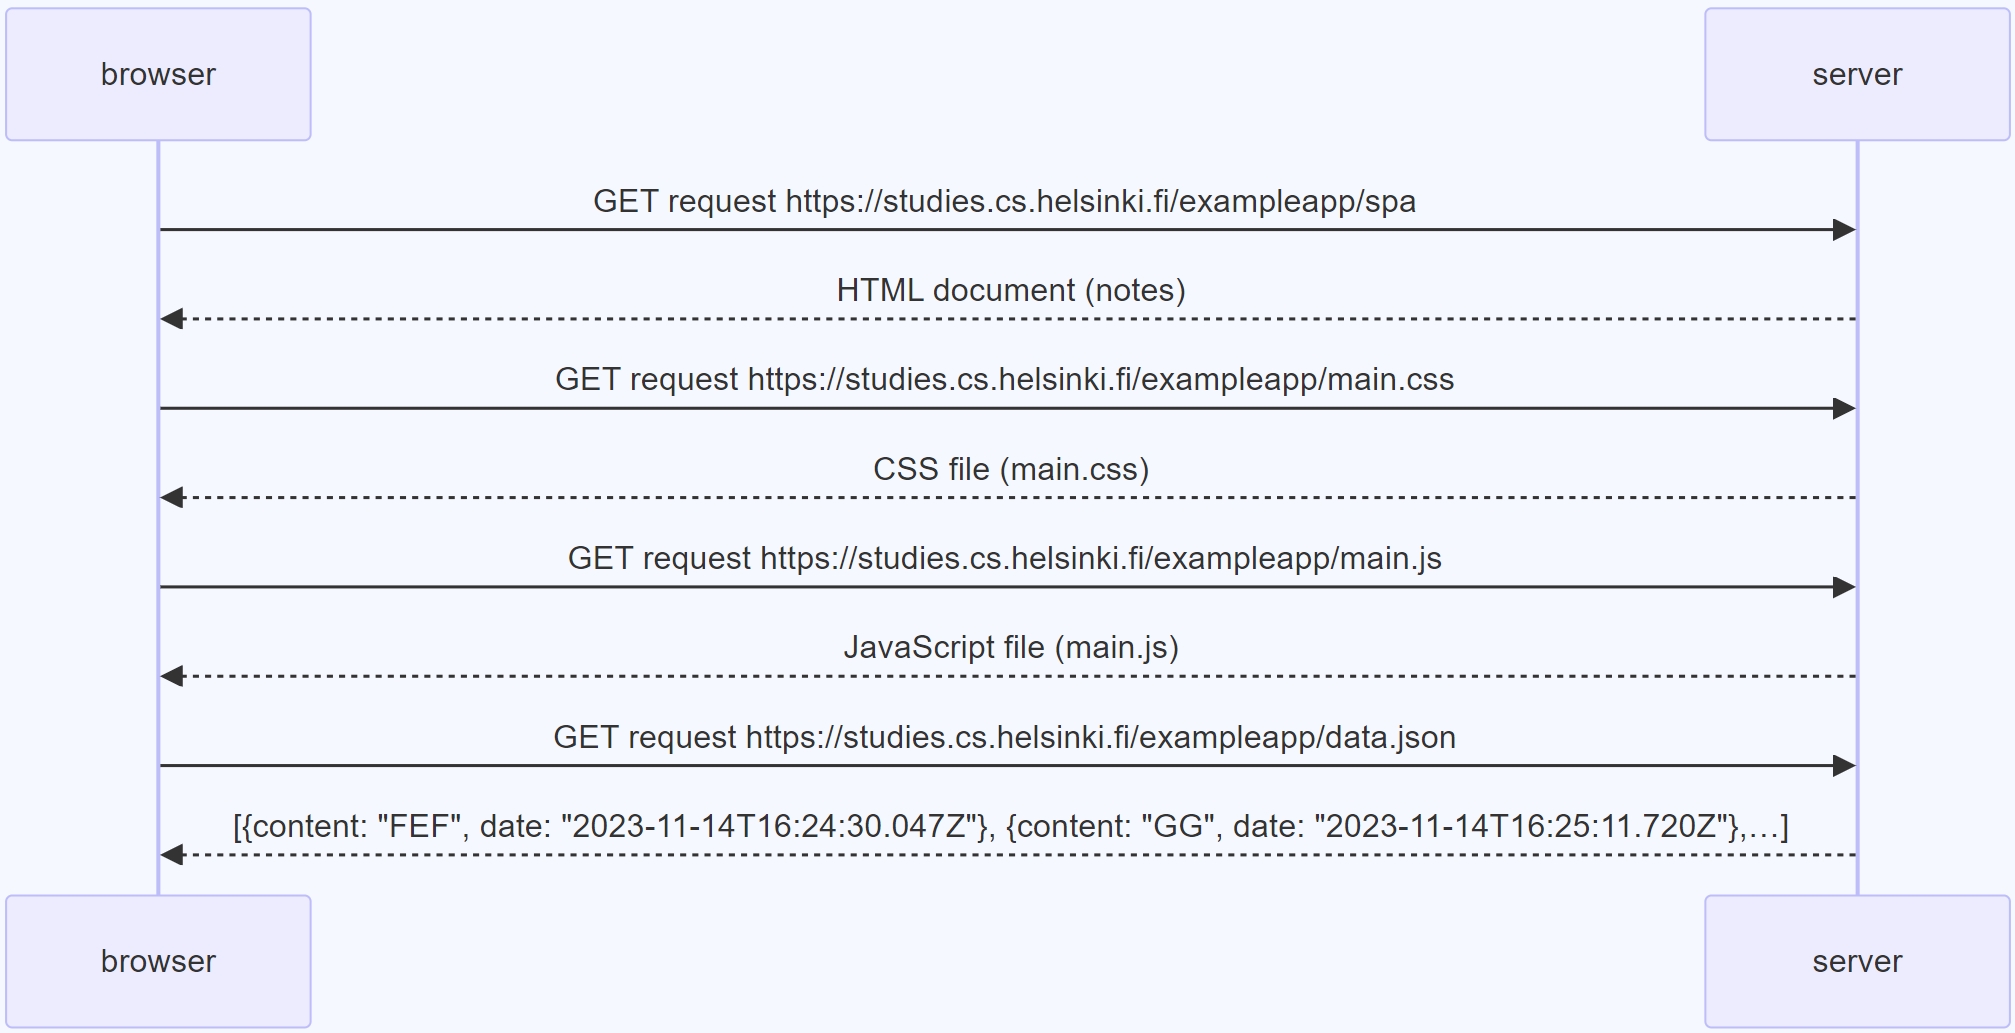 browser
server
GET request https://studies.cs.helsinki.fi/exampleapp/spa
HTML document (notes)
GET request https://studies.cs.helsinki.fi/exampleapp/main.css
CSS file (main.css)
GET request https://studies.cs.helsinki.fi/exampleapp/main.js
JavaScript file (main.js)
GET request https://studies.cs.helsinki.fi/exampleapp/data.json
[{content: "FEF", date: "2023-11-14T16:24:30.047Z"}, {content: "GG", date: "2023-11-14T16:25:11.720Z"},…]
browser
server